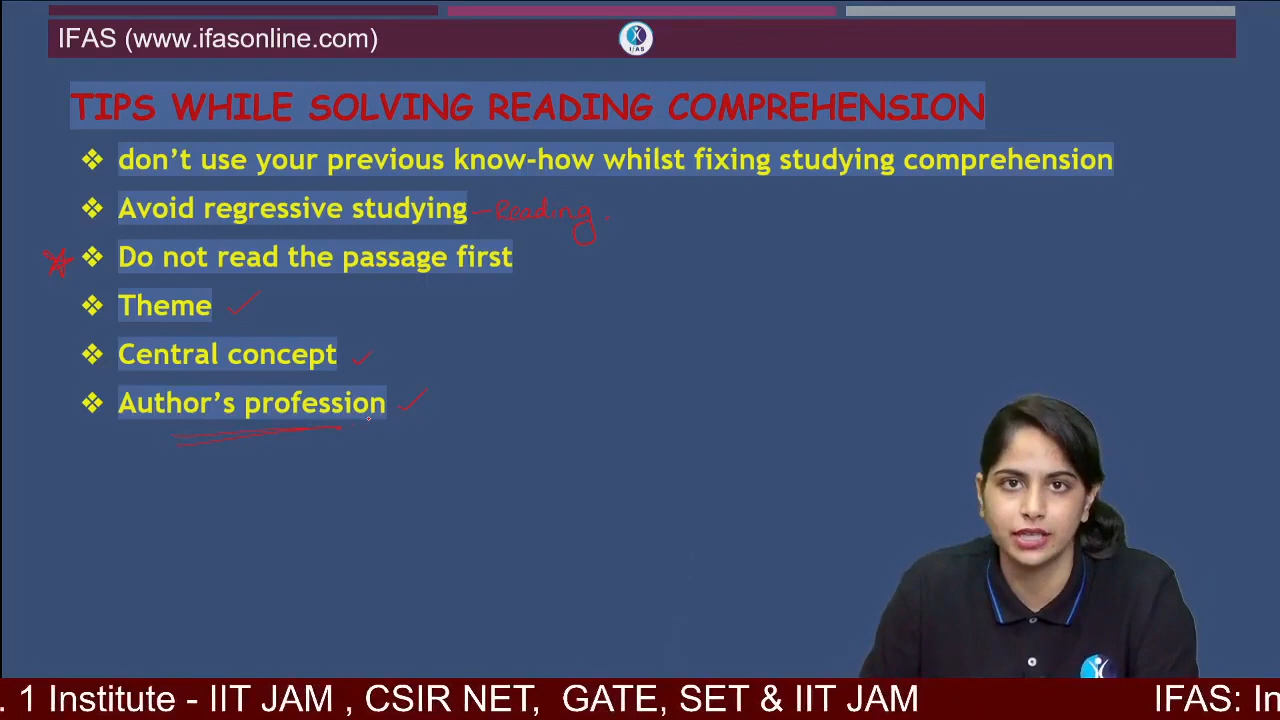 IFAS (www.ifasonline.com)
IFAS
TIPS WHILE SOLVING READING COMPREHENSION
don't use your previous know-how whilst fixing studying comprehension
Avoid regressive studying – Reading.
Do not read the passage first
Theme
Central concept
Author's profession
. 1 Institute - IIT JAM , CSIR NET, GATE, SET & IIT JAM IFAS: In